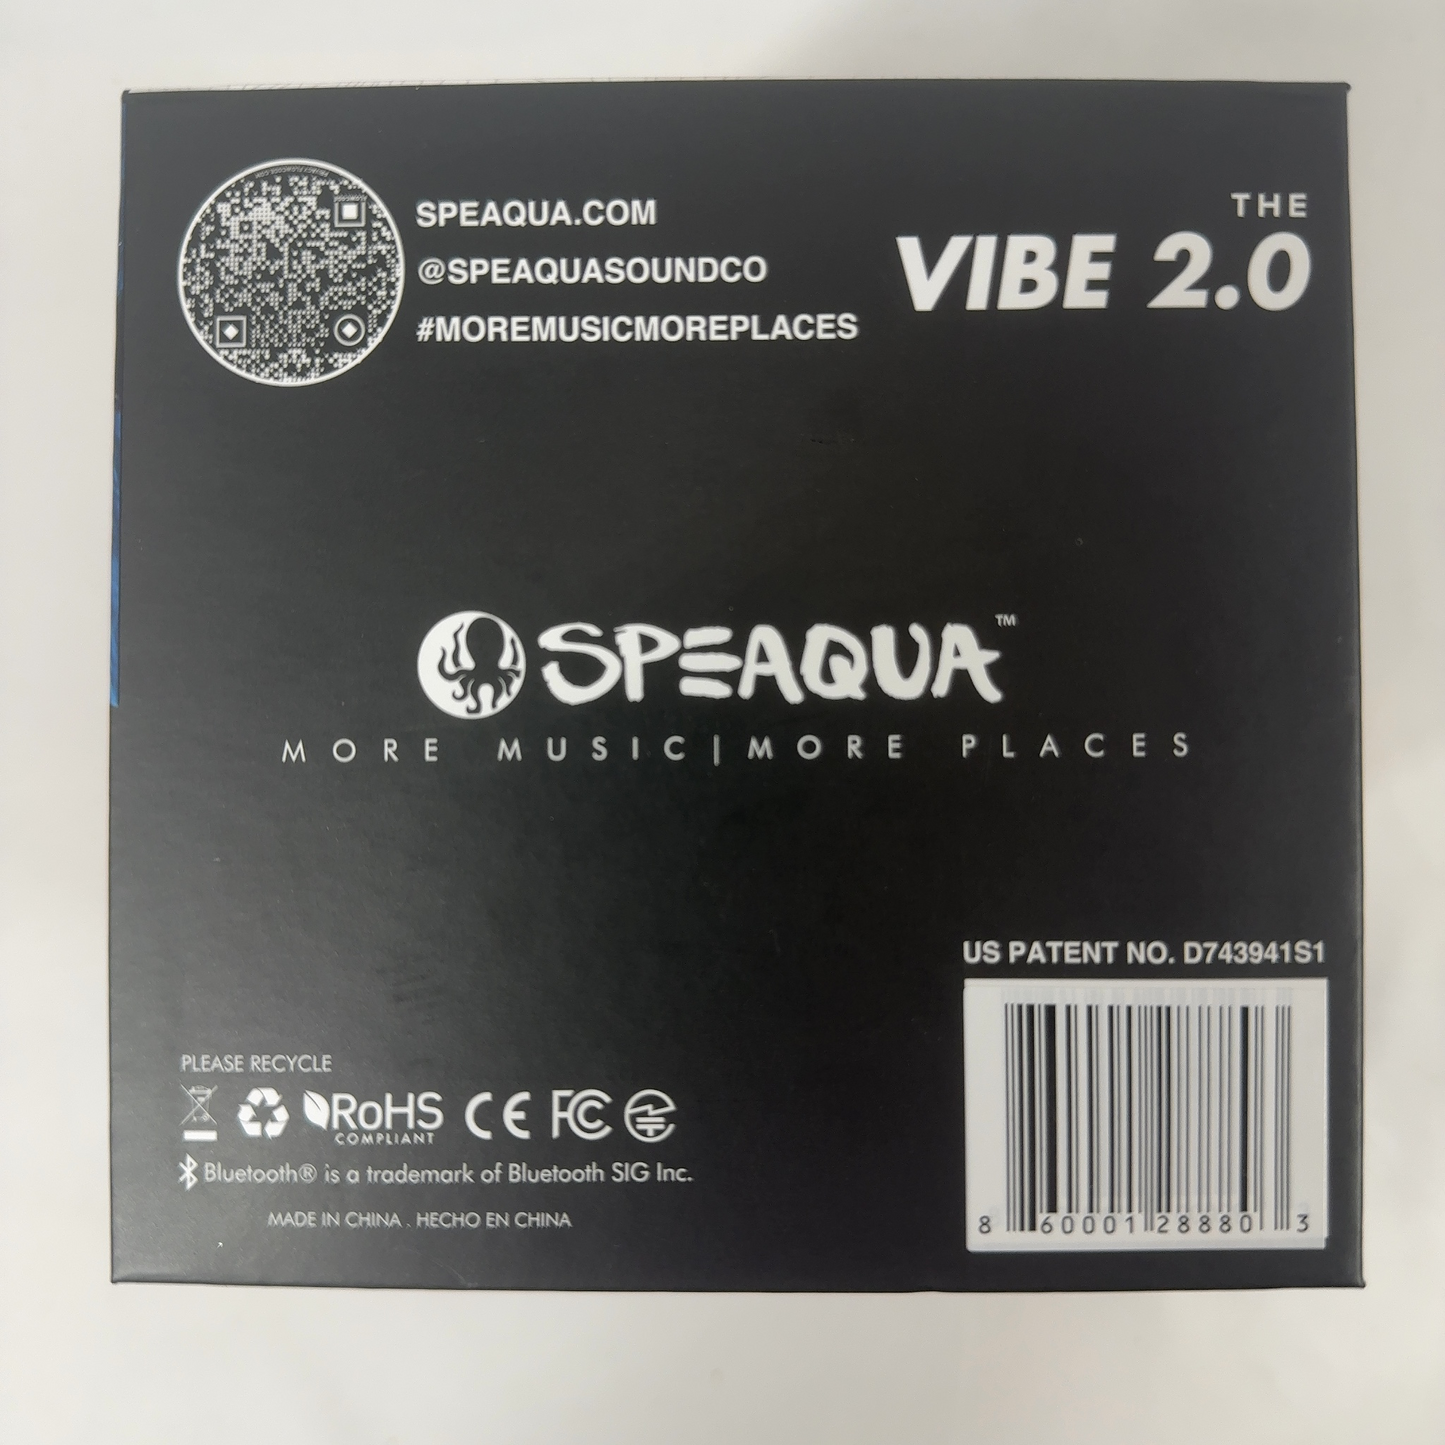 SPEAQUA.COM
@SPEAQUASOUNDCO
#MOREMUSICMOREPLACES
THE
VIBE 2.0
SPEAQUA™
MORE MUSIC|MORE PLACES
US PATENT NO. D743941S1
8 60001 28880 3
PLEASE RECYCLE
RoHS
COMPLIANT
CE FC
Bluetooth® is a trademark of Bluetooth SIG Inc.
MADE IN CHINA . HECHO EN CHINA